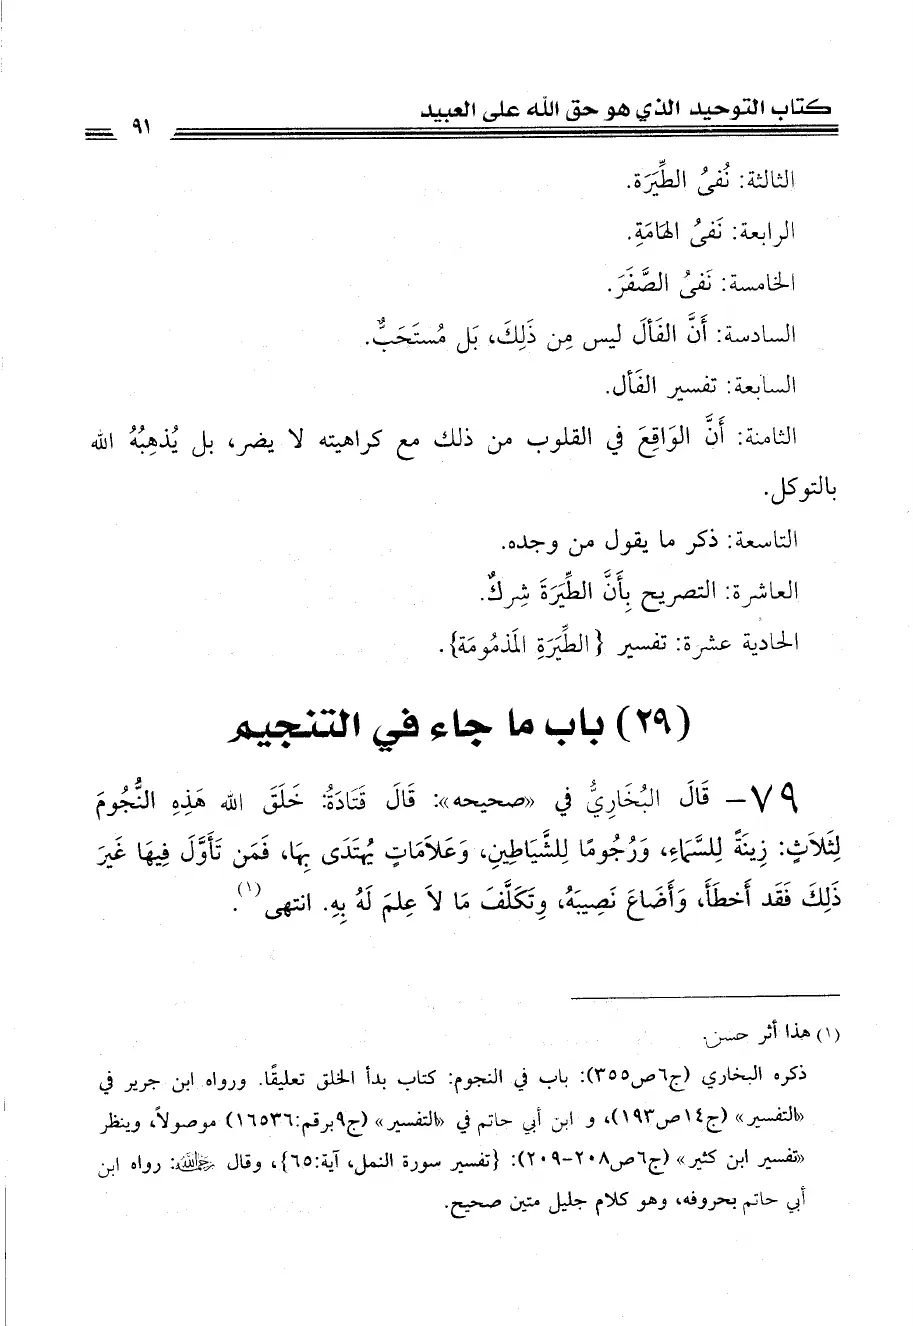 كتاب التوحيد الذي هو حق الله على العبيد ٩١
الثالثة: نُفىُ الطِّيَرَة.
الرابعة: نَفىُ الهَامَةِ.
الخامسة: نَفىُ الصَّفَرَ.
السادسة: أَنَّ الفَألَ ليس مِن ذَلِكَ، بَل مُستَحَبٌّ.
السابعة: تفسير الفَأل.
الثامنة: أَنَّ الوَاقِعَ في القلوب من ذلك مع كراهيته لا يضر، بل يُذهِبُهُ الله
بالتوكل.
التاسعة: ذكر ما يقول من وجده.
العاشرة: التصريح بِأَنَّ الطِّيَرَةَ شِركٌ.
الحادية عشرة: تفسير {الطِّيَرَةِ المَذمُومَة}.
(٢٩) باب ما جاء في التنجيم
٧٩- قَالَ البُخَارِيُّ في «صحيحه»: قَالَ قَتَادَةُ: خَلَقَ الله هَذِهِ النُّجُومَ
لِثَلاَثٍ: زِينَةً لِلسَّمَاءِ، وَرُجُومًا لِلشَّيَاطِينِ، وَعَلاَمَاتٍ يُهتَدَى بِهَا، فَمَن تَأَوَّلَ فِيهَا غَيرَ
ذَلِكَ فَقَد أَخطَأَ، وَأَضَاعَ نَصِيبَهُ، وتَكَلَّفَ مَا لاَ عِلمَ لَهُ بِهِ. انتهى(١).
(١) هذا أثر حسن.
ذكره البخاري (ج٦ص٣٥٥): باب في النجوم: كتاب بدأ الخلق تعليقًا. ورواه ابن جرير في
«التفسير» (ج١٤ص١٩٣)، و ابن أبي حاتم في «التفسير» (ج٩برقم:١٦٥٣٦) موصولاً، وينظر
«تفسير ابن كثير» (ج٦ص٢٠٨-٢٠٩): {تفسير سورة النمل، آية:٦٥}، وقال رحمه الله: رواه ابن
أبي حاتم بحروفه، وهو كلام جليل متين صحيح.